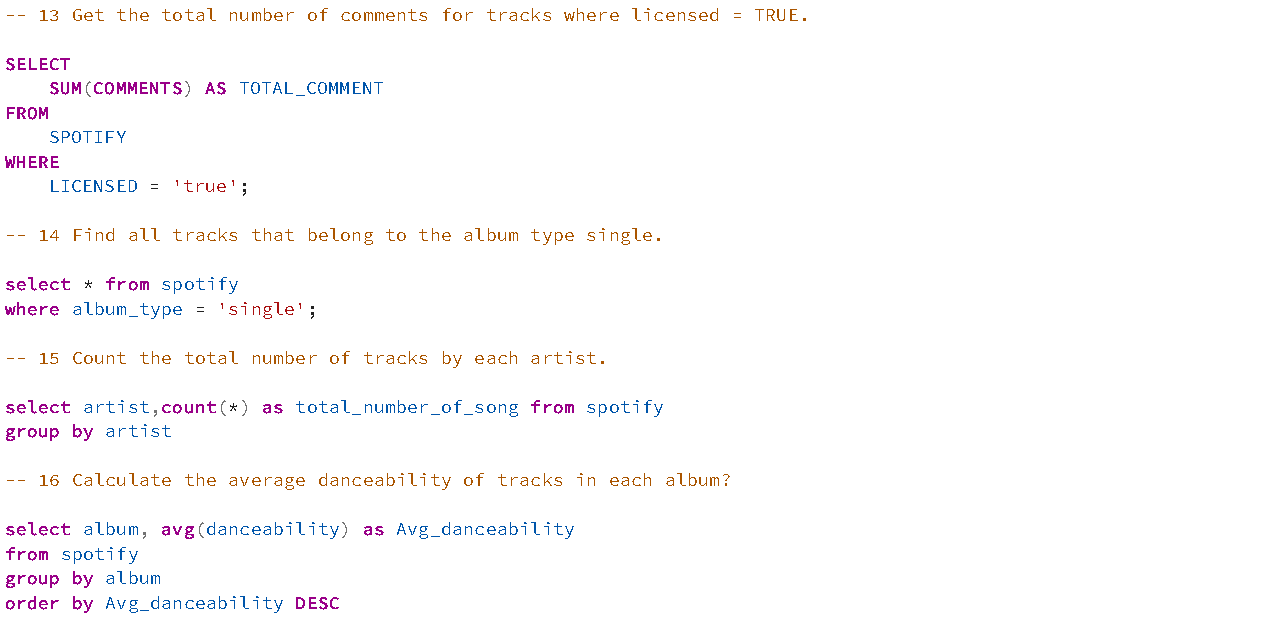 -- 13 Get the total number of comments for tracks where licensed = TRUE.
SELECT
SUM(COMMENTS) AS TOTAL_COMMENT
FROM
SPOTIFY
WHERE
LICENSED = 'true';
-- 14 Find all tracks that belong to the album type single.
select * from spotify
where album_type = 'single';
-- 15 Count the total number of tracks by each artist.
select artist,count(*) as total_number_of_song from spotify
group by artist
-- 16 Calculate the average danceability of tracks in each album?
select album, avg(danceability) as Avg_danceability
from spotify
group by album
order by Avg_danceability DESC